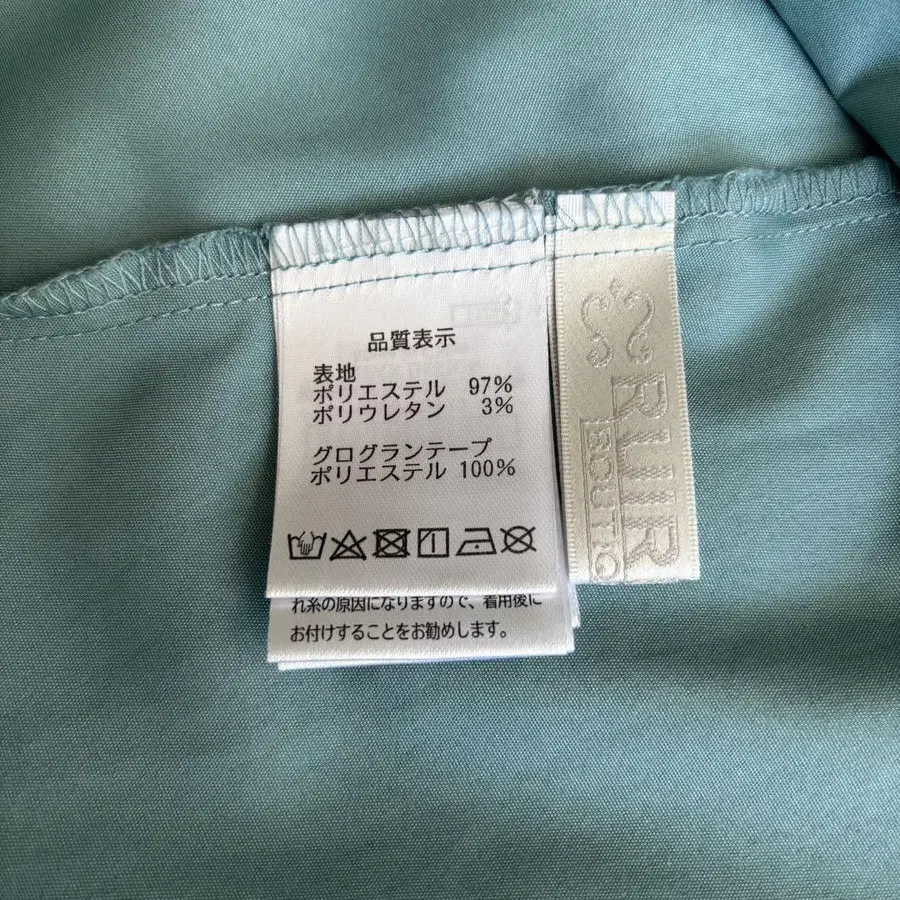 品質表示
表地
ポリエステル 97%
ポリウレタン 3%
グログランテープ
ポリエステル 100%
れ糸の原因になりますので、着用後に
お付けすることをお勧めします。
RUIR
BOUTIQ